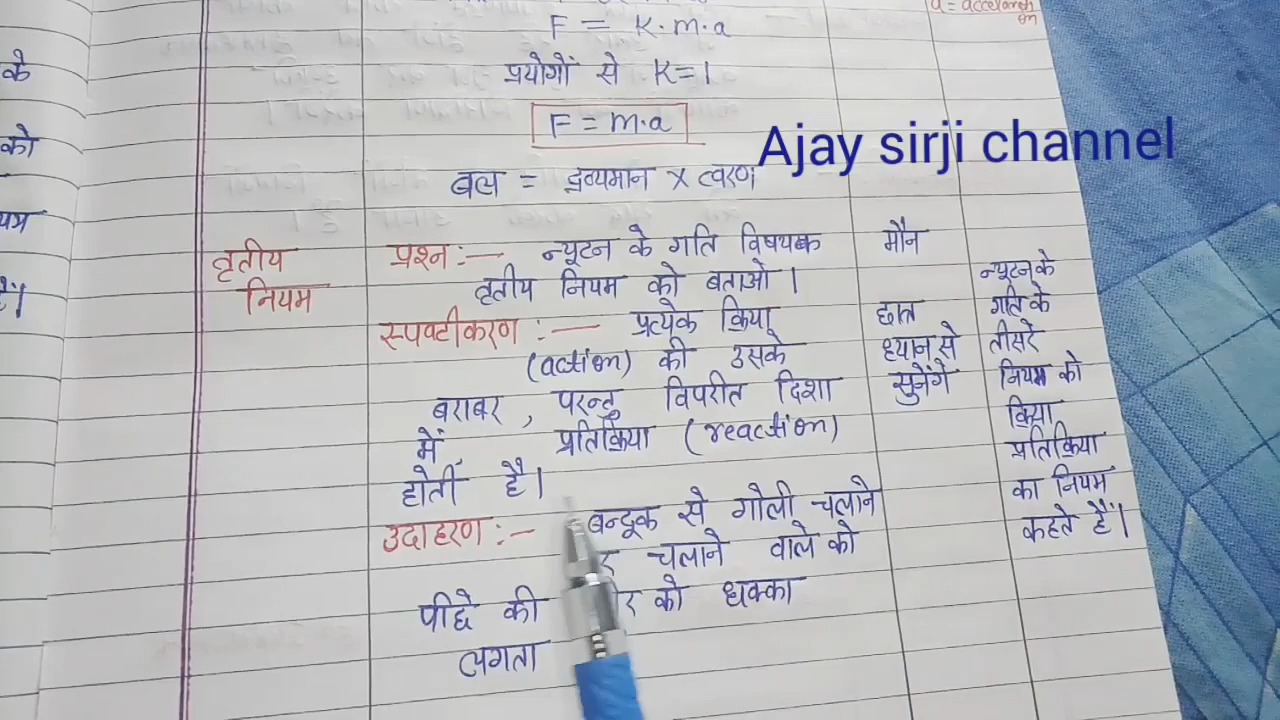 a = acceleration
F = K.m.a
के
प्रयोगों से K=1
को
F = m.a
Ajay sirji channel
बल = द्रव्यमान × त्वरण
तृतीय नियम
प्रश्न :— न्यूटन के गति विषयक
तृतीय नियम को बताओ ।
मौन
स्पष्टीकरण :— प्रत्येक क्रिया
(action) की उसके
बराबर , परन्तु विपरीत दिशा
में, प्रतिक्रिया (reaction)
होती है।
छात्र
ध्यान से
सुनेंगे
न्यूटन के
गति के
तीसरे
नियम को
क्रिया
प्रतिक्रिया
का नियम
कहते हैं।
उदाहरण :— बन्दूक से गोली चलाने
चलाने वाले को
पीछे की को धक्का
लगता